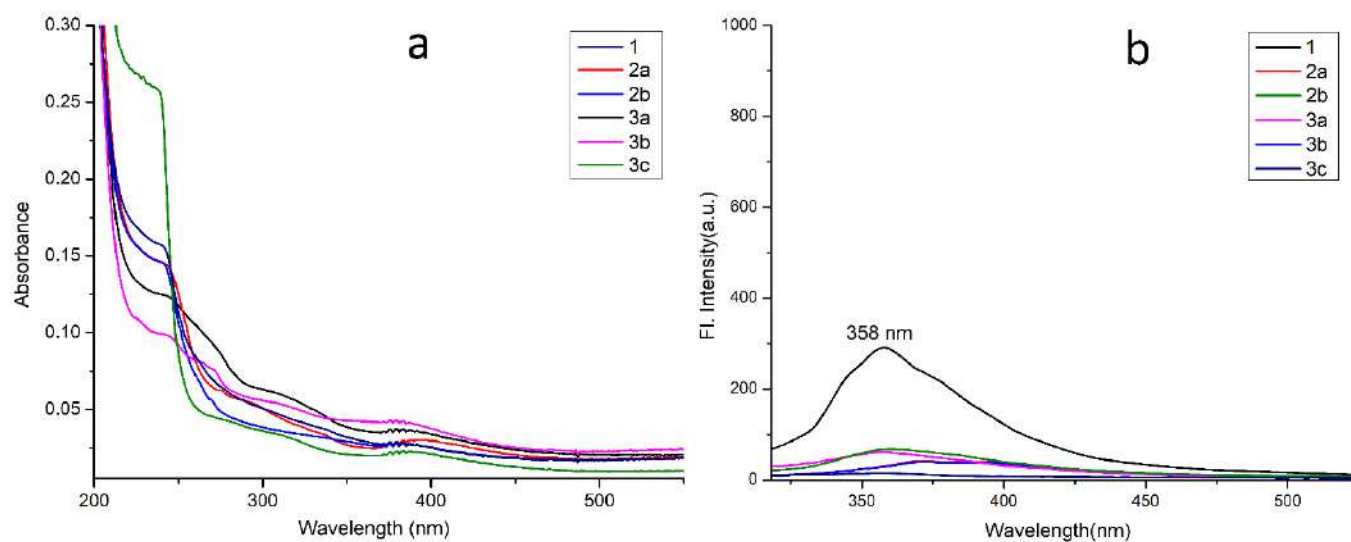 a
0.30
0.25
0.20
0.15
0.10
0.05
Absorbance
200
300
400
500
Wavelength (nm)
1
2a
2b
3a
3b
3c
b
1000
800
600
400
200
0
Fl. Intensity(a.u.)
358 nm
350
400
450
500
Wavelength(nm)
1
2a
2b
3a
3b
3c